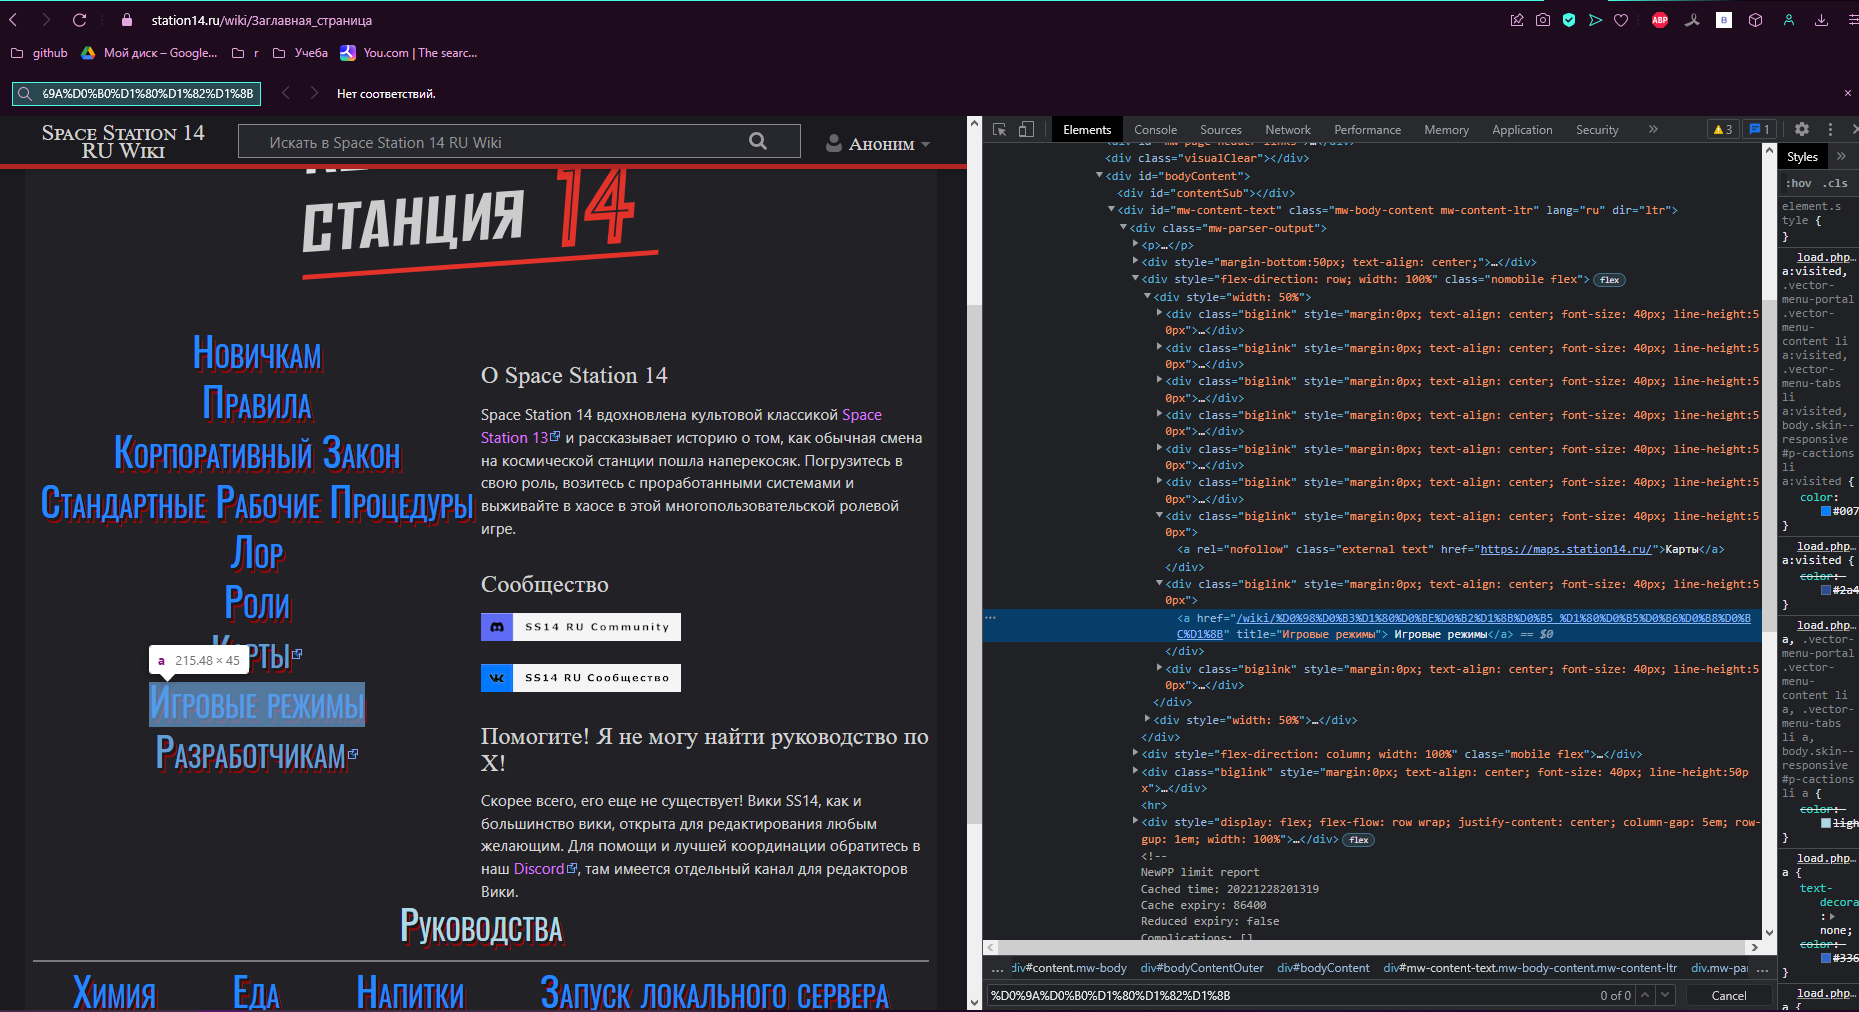 station14.ru/wiki/Заглавная_страница
ABP
B
github
Мой диск – Google...
r
Учеба
You.com | The searc...
%9A%D0%B0%D1%80%D1%82%D1%8B
Нет соответствий.
Space Station 14
RU Wiki
Искать в Space Station 14 RU Wiki
Аноним
СТАНЦИЯ 14
Новичкам
Правила
Корпоративный Закон
Стандартные Рабочие Процедуры
Лор
Роли
a 215.48 × 45
Игровые режимы
Разработчикам
О Space Station 14
Space Station 14 вдохновлена культовой классикой Space
Station 13 и рассказывает историю о том, как обычная смена
на космической станции пошла наперекосяк. Погрузитесь в
свою роль, возитесь с проработанными системами и
выживайте в хаосе в этой многопользовательской ролевой
игре.
Сообщество
SS14 RU Community
SS14 RU Сообщество
Помогите! Я не могу найти руководство по
X!
Скорее всего, его еще не существует! Вики SS14, как и
большинство вики, открыта для редактирования любым
желающим. Для помощи и лучшей координации обратитесь в
наш Discord, там имеется отдельный канал для редакторов
Вики.
Руководства
Химия
Еда
Напитки
Запуск локального сервера
Elements Console Sources Network Performance Memory Application Security » 3 1
<div class="visualClear"></div>
<div id="bodyContent">
<div id="contentSub"></div>
<div id="mw-content-text" class="mw-body-content mw-content-ltr" lang="ru" dir="ltr">
<div class="mw-parser-output">
<p>…</p>
<div style="margin-bottom:50px; text-align: center;">…</div>
<div style="flex-direction: row; width: 100%" class="nomobile flex"> flex
<div style="width: 50%">
<div class="biglink" style="margin:0px; text-align: center; font-size: 40px; line-height:5
0px">…</div>
<div class="biglink" style="margin:0px; text-align: center; font-size: 40px; line-height:5
0px">…</div>
<div class="biglink" style="margin:0px; text-align: center; font-size: 40px; line-height:5
0px">…</div>
<div class="biglink" style="margin:0px; text-align: center; font-size: 40px; line-height:5
0px">…</div>
<div class="biglink" style="margin:0px; text-align: center; font-size: 40px; line-height:5
0px">…</div>
<div class="biglink" style="margin:0px; text-align: center; font-size: 40px; line-height:5
0px">…</div>
<div class="biglink" style="margin:0px; text-align: center; font-size: 40px; line-height:5
0px">
<a rel="nofollow" class="external text" href="https://maps.station14.ru/">Карты</a>
</div>
<div class="biglink" style="margin:0px; text-align: center; font-size: 40px; line-height:5
0px">
<a href="/wiki/%D0%98%D0%B3%D1%80%D0%BE%D0%B2%D1%8B%D0%B5_%D1%80%D0%B5%D0%B6%D0%B8%D0%B
C%D1%8B" title="Игровые режимы"> Игровые режимы</a> == $0
</div>
<div class="biglink" style="margin:0px; text-align: center; font-size: 40px; line-height:5
0px">…</div>
</div>
<div style="width: 50%">…</div>
</div>
<div style="flex-direction: column; width: 100%" class="mobile flex">…</div>
<div class="biglink" style="margin:0px; text-align: center; font-size: 40px; line-height:50p
x">…</div>
<hr>
<div style="display: flex; flex-flow: row wrap; justify-content: center; column-gap: 5em; row-
gup: 1em; width: 100%">…</div> flex
<!--
NewPP limit report
Cached time: 20221228201319
Cache expiry: 86400
Reduced expiry: false
Complications: []
... div#content.mw-body div#bodyContentOuter div#bodyContent div#mw-content-text.mw-body-content.mw-content-ltr div.mw-par ...
%D0%9A%D0%B0%D1%80%D1%82%D1%8B
0 of 0
Cancel
Styles »
:hov .cls
element.s
tyle {
}
load.php…
a:visited,
.vector-
menu-portal
.vector-
menu-
content li
a:visited,
.vector-
menu-tabs
li
a:visited,
body.skin--
responsive
#p-cactions
li
a:visited {
color:
#007
}
load.php…
a:visited {
color:
#2a4
}
load.php…
a, .vector-
menu-portal
.vector-
menu-
content li
a, .vector-
menu-tabs
li a,
body.skin--
responsive
#p-cactions
li a {
color:
ligh
}
load.php…
a {
text-
decora
:
none;
color:
#336
}
load.php…
a {